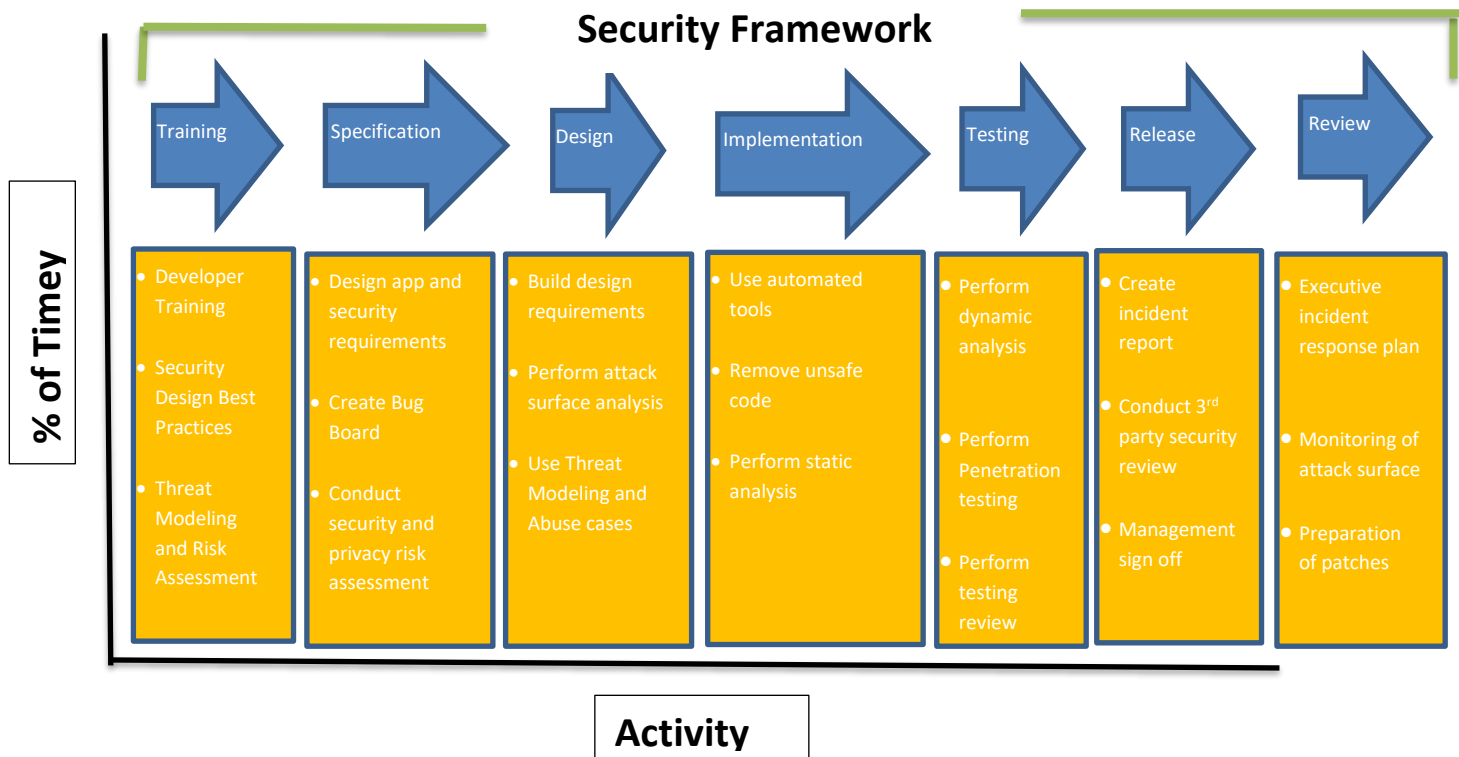 Security Framework
Training
Specification
Design
Implementation
Testing
Release
Review
% of Timey
• Developer
Training
• Security
Design Best
Practices
• Threat
Modeling
and Risk
Assessment
• Design app and
security
requirements
• Create Bug
Board
• Conduct
security and
privacy risk
assessment
• Build design
requirements
• Perform attack
surface analysis
• Use Threat
Modeling and
Abuse cases
• Use automated
tools
• Remove unsafe
code
• Perform static
analysis
• Perform
dynamic
analysis
• Perform
Penetration
testing
• Perform
testing
review
• Create
incident
report
• Conduct 3rd
party security
review
• Management
sign off
• Executive
incident
response plan
• Monitoring of
attack surface
• Preparation
of patches
Activity